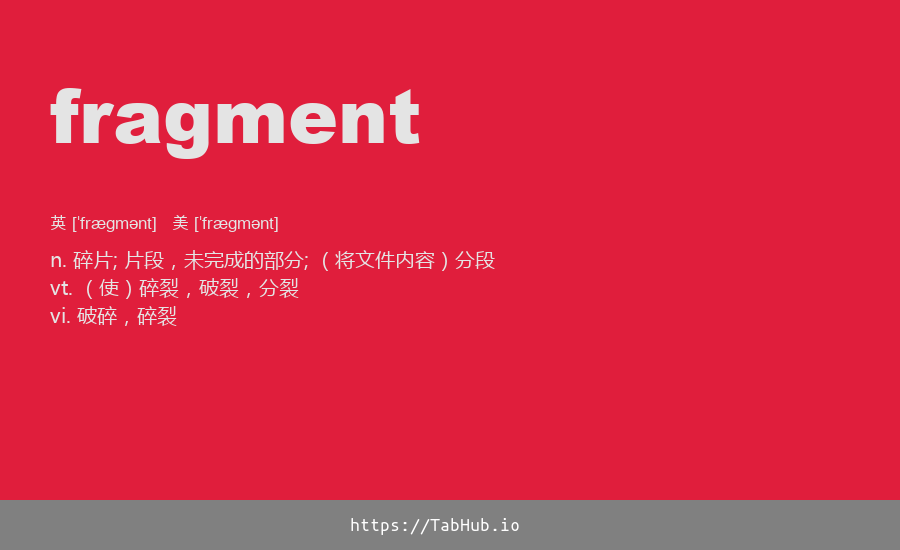 fragment
英 [ˈfrægmənt] 美 [ˈfrægmənt]
n. 碎片; 片段，未完成的部分; （将文件内容）分段
vt. （使）碎裂，破裂，分裂
vi. 破碎，碎裂
https://TabHub.io